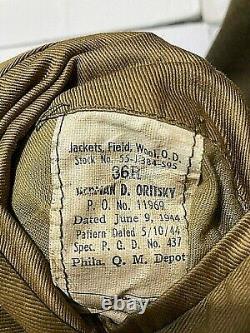 Jackets, Field, Wool, O.D.
Stock No. 55-J-384-595
36R
HERMAN D. ORITSKY
P. O. No. 11969
Dated June 9, 1944
Pattern Dated 5/10/44
Spec. P. Q. D. No. 437
Phila. Q. M. Depot